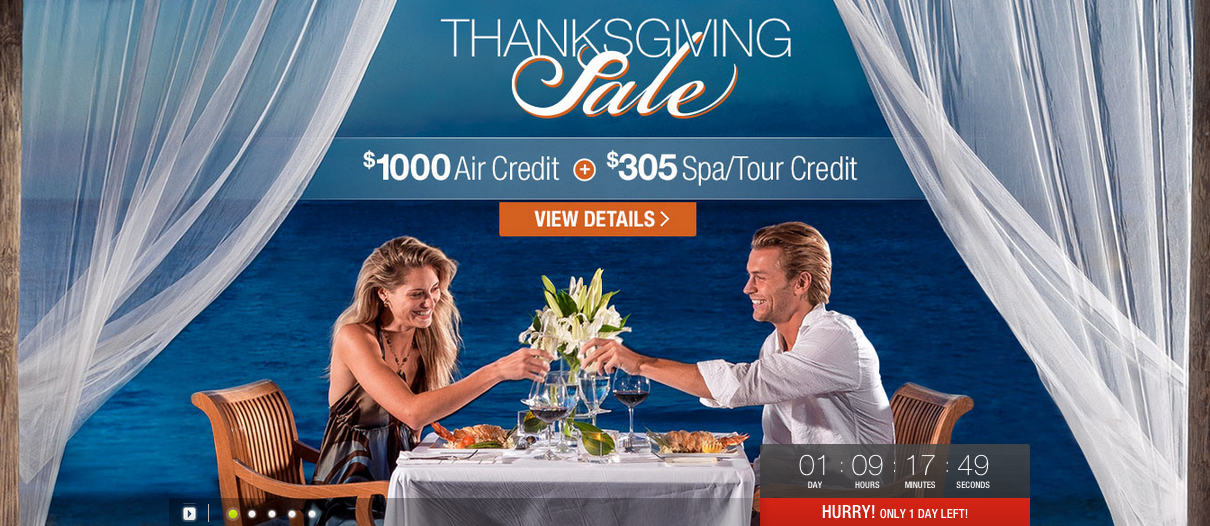 THANKSGIVING
Sale
$1000 Air Credit + $305 Spa/Tour Credit
VIEW DETAILS >
01 : 09 : 17 : 49
DAY HOURS MINUTES SECONDS
HURRY! ONLY 1 DAY LEFT!